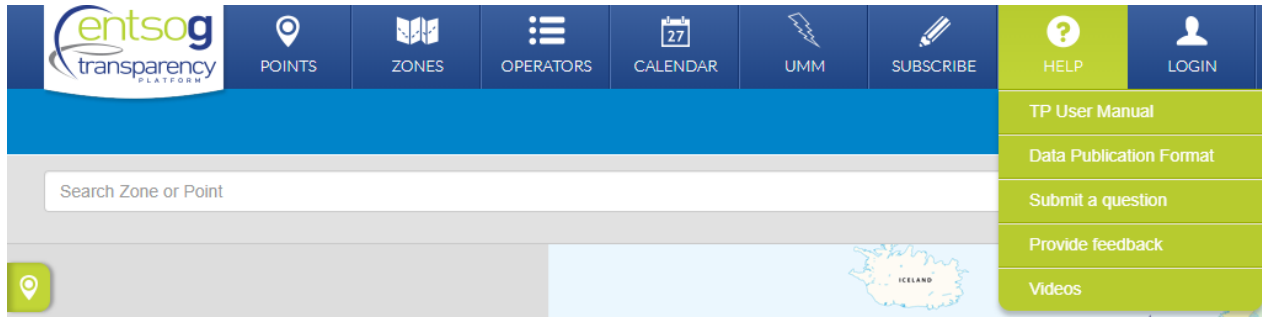 entsog
transparency
PLATFORM
POINTS
ZONES
OPERATORS
27
CALENDAR
UMM
SUBSCRIBE
?
HELP
LOGIN
TP User Manual
Data Publication Format
Search Zone or Point
Submit a question
Provide feedback
ICELAND
Videos